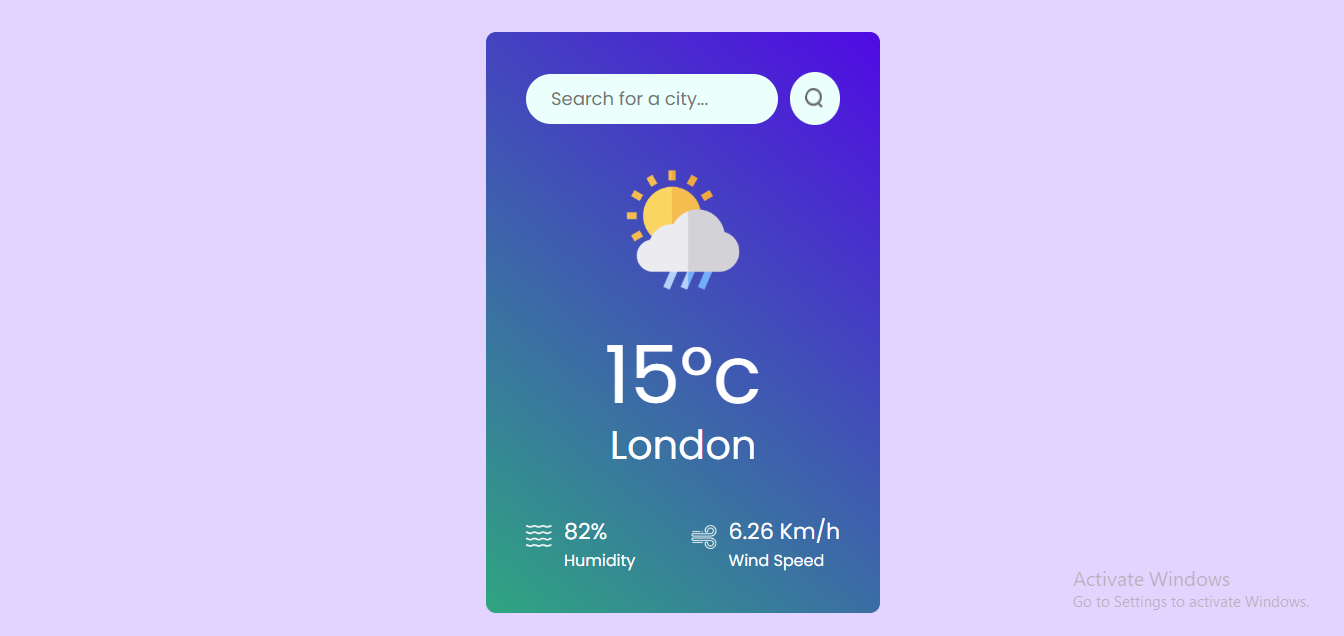 Search for a city...
15°c
London
82%
Humidity
6.26 Km/h
Wind Speed
Activate Windows
Go to Settings to activate Windows.